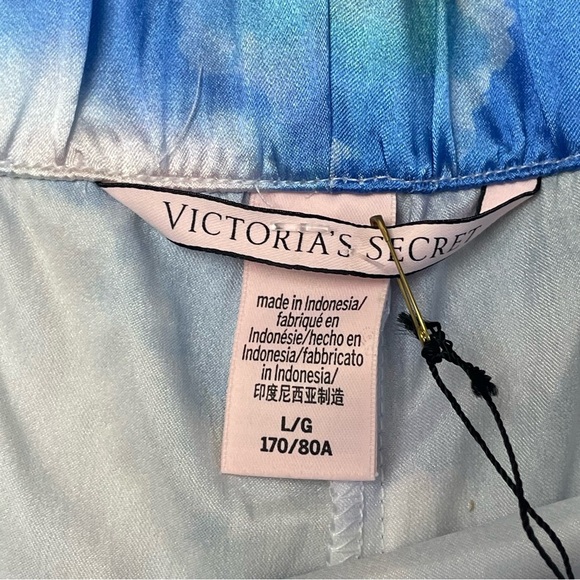 VICTORIA'S SECRET
made in Indonesia/
fabriqué en
Indonésie/hecho en
Indonesia/fabbricato
in Indonesia/
印度尼西亚制造
L/G
170/80A